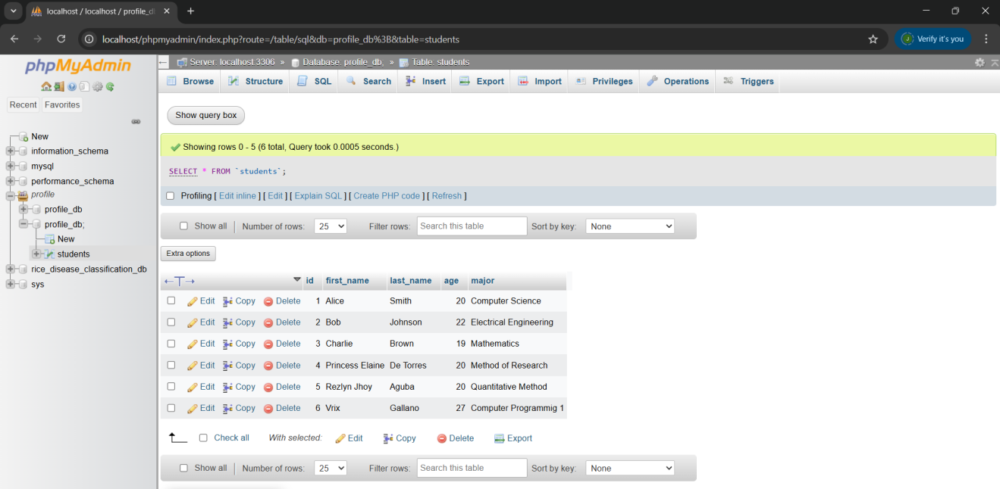 localhost / localhost / profile_d
localhost/phpmyadmin/index.php?route=/table/sql&db=profile_db%3B&table=students
Verify it's you
phpMyAdmin
Recent Favorites
New
information_schema
mysql
performance_schema
profile
profile_db
profile_db;
New
students
rice_disease_classification_db
sys
Server: localhost:3306 » Database: profile_db; » Table: students
Browse Structure SQL Search Insert Export Import Privileges Operations Triggers
Show query box
Showing rows 0 - 5 (6 total, Query took 0.0005 seconds.)
SELECT * FROM `students`;
Profiling [ Edit inline ] [ Edit ] [ Explain SQL ] [ Create PHP code ] [ Refresh ]
Show all Number of rows: 25 Filter rows: Search this table Sort by key: None
Extra options
id first_name last_name age major
Edit Copy Delete 1 Alice Smith 20 Computer Science
Edit Copy Delete 2 Bob Johnson 22 Electrical Engineering
Edit Copy Delete 3 Charlie Brown 19 Mathematics
Edit Copy Delete 4 Princess Elaine De Torres 20 Method of Research
Edit Copy Delete 5 Rezlyn Jhoy Aguba 20 Quantitative Method
Edit Copy Delete 6 Vrix Gallano 27 Computer Programmig 1
Check all With selected: Edit Copy Delete Export
Show all Number of rows: 25 Filter rows: Search this table Sort by key: None